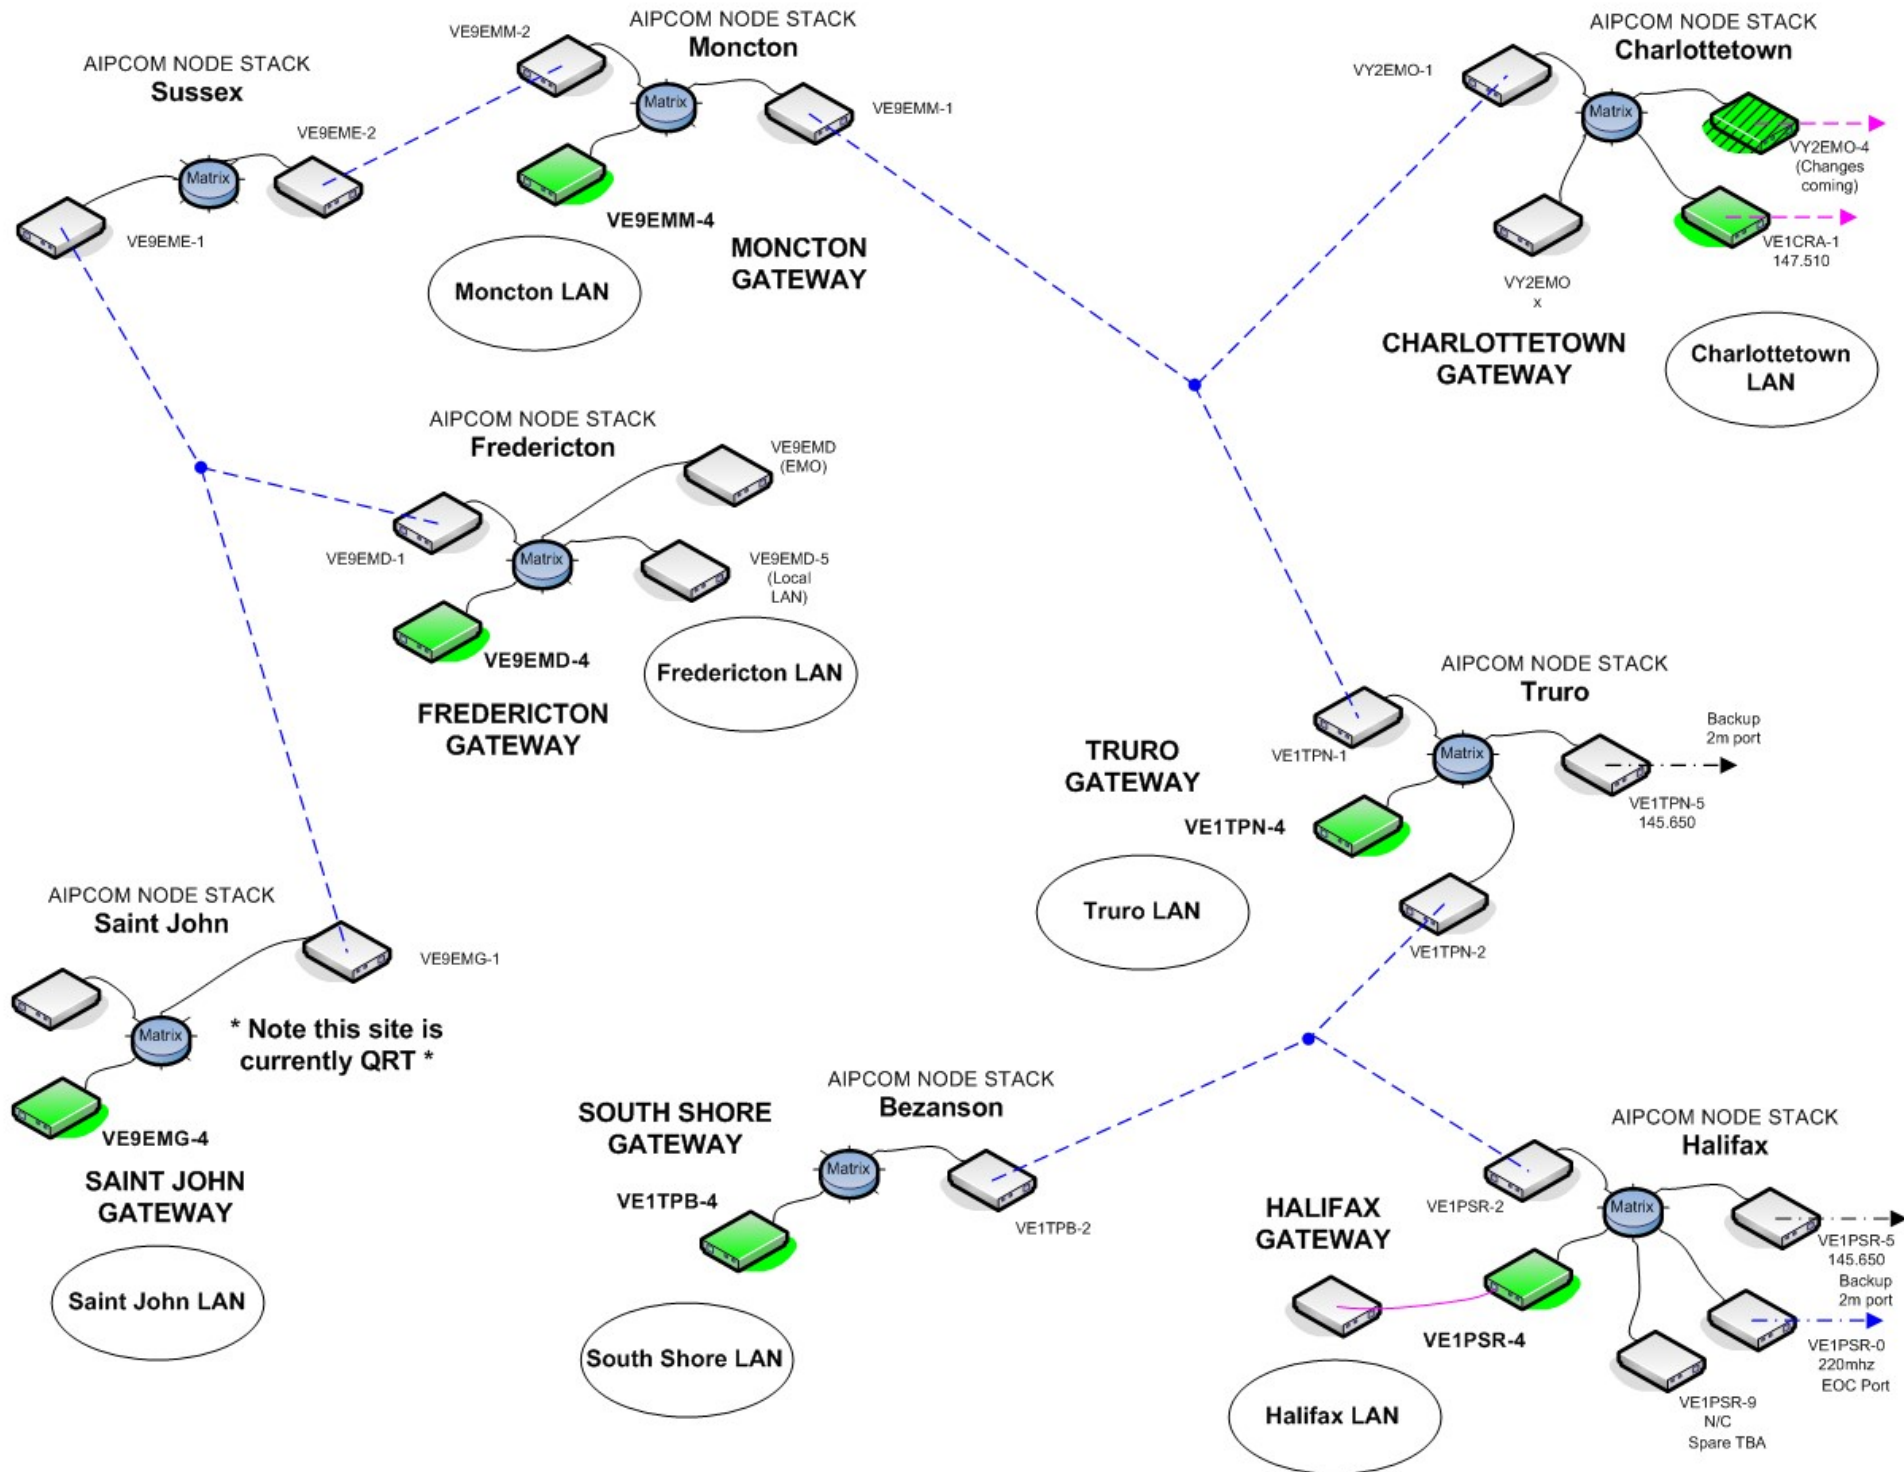 AIPCOM NODE STACK
Sussex
VE9EME-2
Matrix
VE9EME-1
AIPCOM NODE STACK
Moncton
VE9EMM-2
Matrix
VE9EMM-1
VE9EMM-4
MONCTON
GATEWAY
Moncton LAN
AIPCOM NODE STACK
Charlottetown
VY2EMO-1
Matrix
VY2EMO-4
(Changes
coming)
VE1CRA-1
147.510
VY2EMO
x
CHARLOTTETOWN
GATEWAY
Charlottetown
LAN
AIPCOM NODE STACK
Fredericton
VE9EMD
(EMO)
VE9EMD-1
Matrix
VE9EMD-5
(Local
LAN)
VE9EMD-4
FREDERICTON
GATEWAY
Fredericton LAN
AIPCOM NODE STACK
Truro
Backup
2m port
TRURO
GATEWAY
VE1TPN-1
Matrix
VE1TPN-5
145.650
VE1TPN-4
Truro LAN
VE1TPN-2
AIPCOM NODE STACK
Saint John
VE9EMG-1
Matrix
* Note this site is
currently QRT *
VE9EMG-4
SAINT JOHN
GATEWAY
Saint John LAN
AIPCOM NODE STACK
Bezanson
SOUTH SHORE
GATEWAY
Matrix
VE1TPB-4
VE1TPB-2
South Shore LAN
AIPCOM NODE STACK
Halifax
HALIFAX
GATEWAY
VE1PSR-2
Matrix
VE1PSR-5
145.650
Backup
2m port
VE1PSR-4
VE1PSR-0
220mhz
EOC Port
VE1PSR-9
N/C
Spare TBA
Halifax LAN